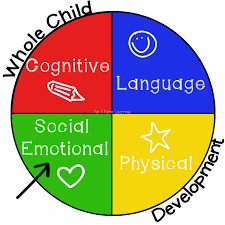 Whole Child
Cognitive
Language
Social
Emotional
Physical
Development